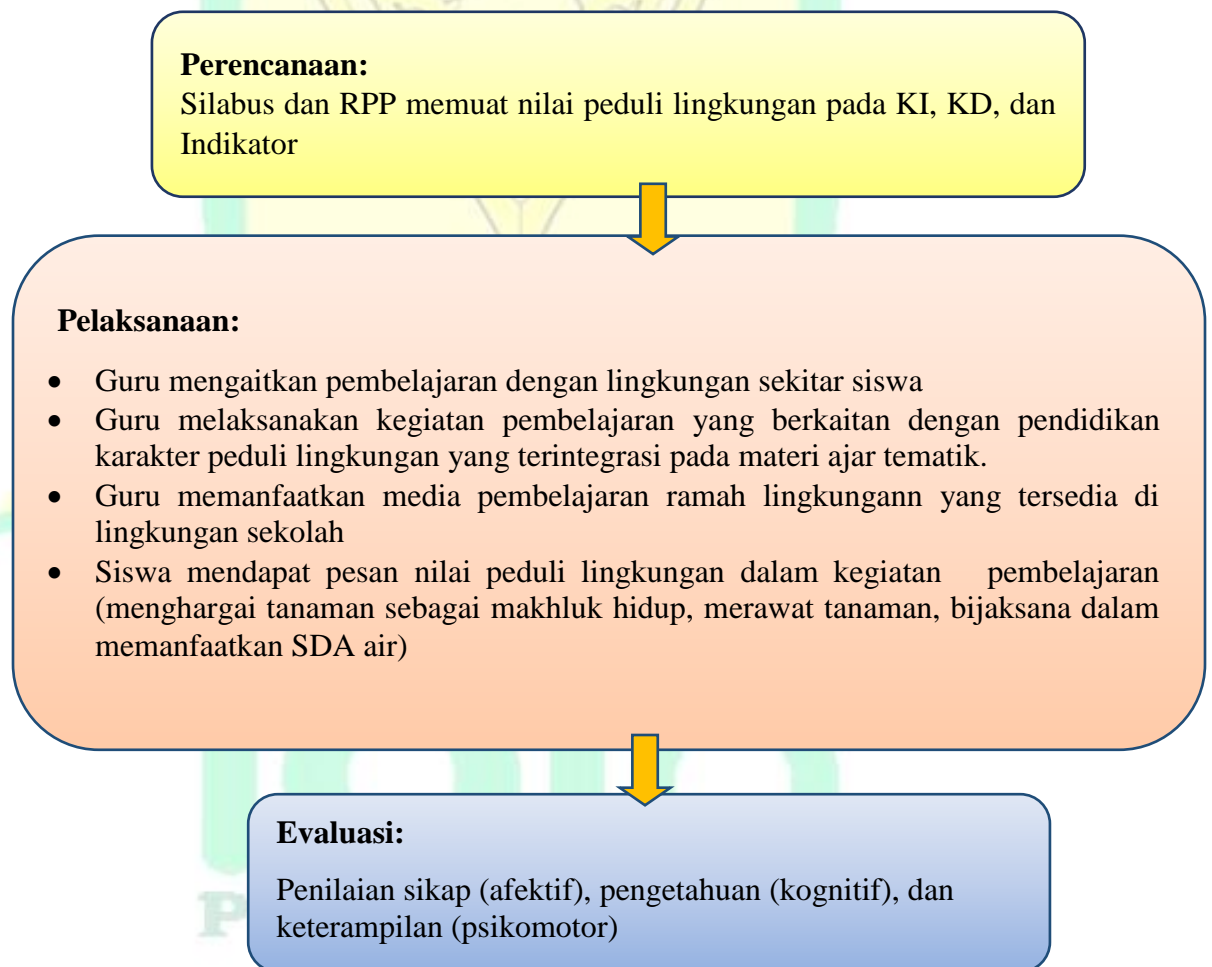 Perencanaan:
Silabus dan RPP memuat nilai peduli lingkungan pada KI, KD, dan
Indikator
Pelaksanaan:
• Guru mengaitkan pembelajaran dengan lingkungan sekitar siswa
• Guru melaksanakan kegiatan pembelajaran yang berkaitan dengan pendidikan
karakter peduli lingkungan yang terintegrasi pada materi ajar tematik.
• Guru memanfaatkan media pembelajaran ramah lingkungann yang tersedia di
lingkungan sekolah
• Siswa mendapat pesan nilai peduli lingkungan dalam kegiatan pembelajaran
(menghargai tanaman sebagai makhluk hidup, merawat tanaman, bijaksana dalam
memanfaatkan SDA air)
Evaluasi:
Penilaian sikap (afektif), pengetahuan (kognitif), dan
keterampilan (psikomotor)